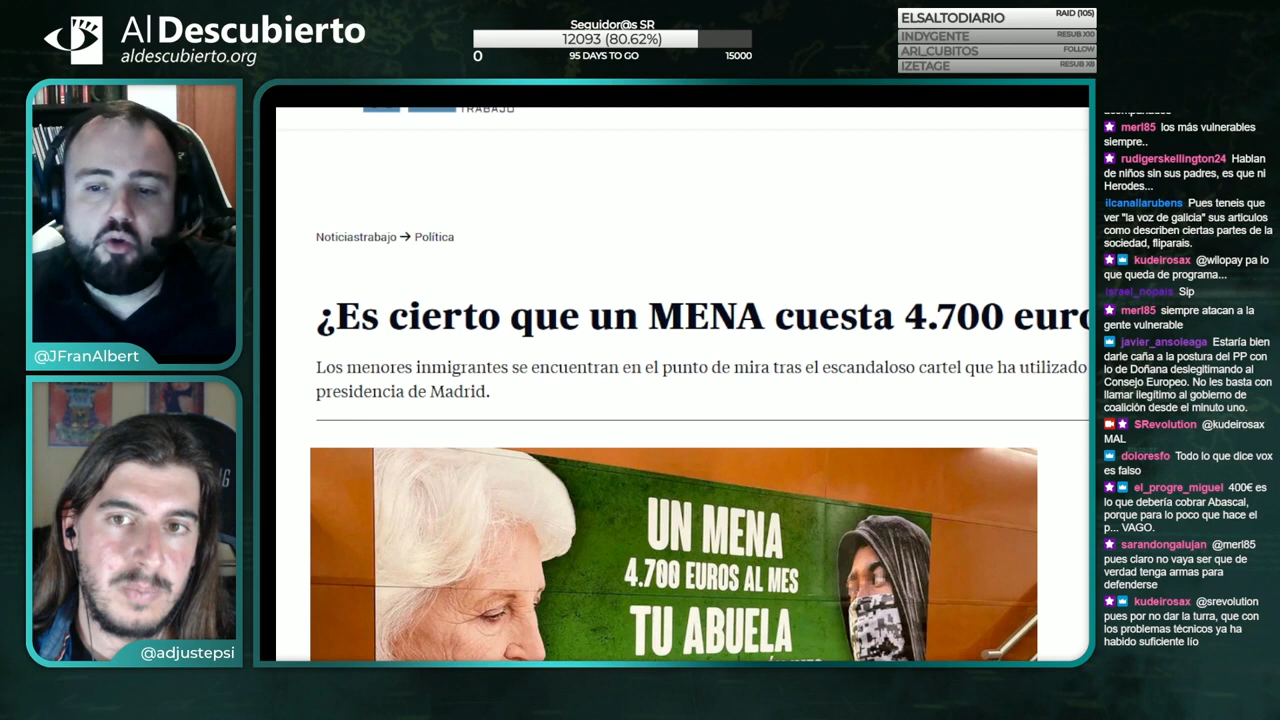 Al Descubierto
aldescubierto.org
Seguidor@s SR
12093 (80.62%)
0
95 DAYS TO GO
15000
ELSALTODIARIO
RAID (105)
INDYGENTE
RESUB X10
ARI_CUBITOS
FOLLOW
IZETAGE
RESUB X8
@JFranAlbert
@adjustepsi
TRABAJO
Noticiastrabajo → Política
¿Es cierto que un MENA cuesta 4.700 euro
Los menores inmigrantes se encuentran en el punto de mira tras el escandaloso cartel que ha utilizado
presidencia de Madrid.
UN MENA
4.700 EUROS AL MES
TU ABUELA
merl85 los más vulnerables
siempre..
rudigerskellington24 Hablan
de niños sin sus padres, es que ni
Herodes...
ilcanallarubens Pues teneis que
ver "la voz de galicia" sus articulos
como describen ciertas partes de la
sociedad, fliparais.
kudeirosax @wilopay pa lo
que queda de programa...
israel_nopais Sip
merl85 siempre atacan a la
gente vulnerable
javier_ansoleaga Estaría bien
darle caña a la postura del PP con
lo de Doñana deslegitimando al
Consejo Europeo. No les basta con
llamar ilegítimo al gobierno de
coalición desde el minuto uno.
SRevolution @kudeirosax
MAL
doloresfo Todo lo que dice vox
es falso
el_progre_miguel 400€ es
lo que debería cobrar Abascal,
porque para lo poco que hace el
p... VAGO.
sarandongalujan @merl85
pues claro no vaya ser que de
verdad tenga armas para
defenderse
kudeirosax @srevolution
pues por no dar la turra, que con
los problemas técnicos ya ha
habido suficiente lío